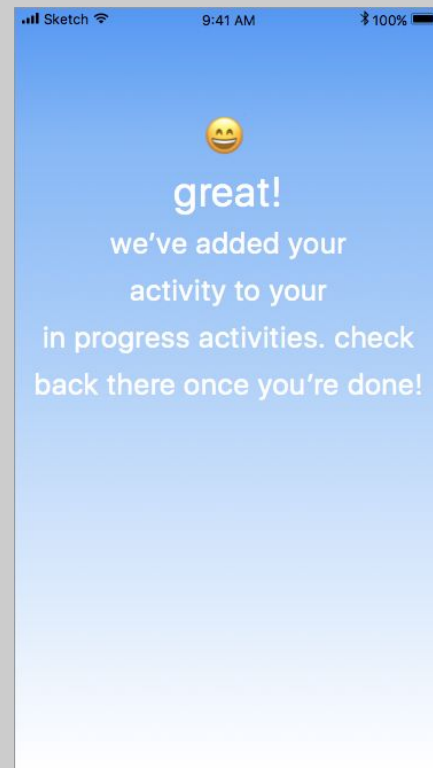 Sketch 9:41 AM 100%
great!
we’ve added your
activity to your
in progress activities. check
back there once you’re done!